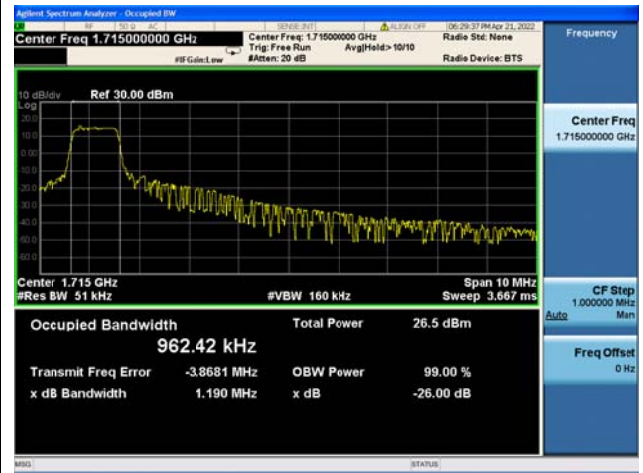 Agilent Spectrum Analyzer - Occupied BW
RF 50 Ω AC SENSE:INT ALIGN OFF 06:29:37 PM Apr 21, 2022
Center Freq 1.715000000 GHz
Center Freq: 1.715000000 GHz
Radio Std: None
Trig: Free Run Avg|Hold:> 10/10
#IFGain:Low #Atten: 20 dB Radio Device: BTS
10 dB/div Ref 30.00 dBm
Log
20.0
10.0
0.00
Center 1.715 GHz Span 10 MHz
#Res BW 51 kHz #VBW 160 kHz Sweep 3.667 ms
Occupied Bandwidth Total Power 26.5 dBm
962.42 kHz
Transmit Freq Error -3.8681 MHz OBW Power 99.00 %
x dB Bandwidth 1.190 MHz x dB -26.00 dB
MSG STATUS
Frequency
Center Freq
1.715000000 GHz
CF Step
1.000000 MHz
Auto Man
Freq Offset
0 Hz